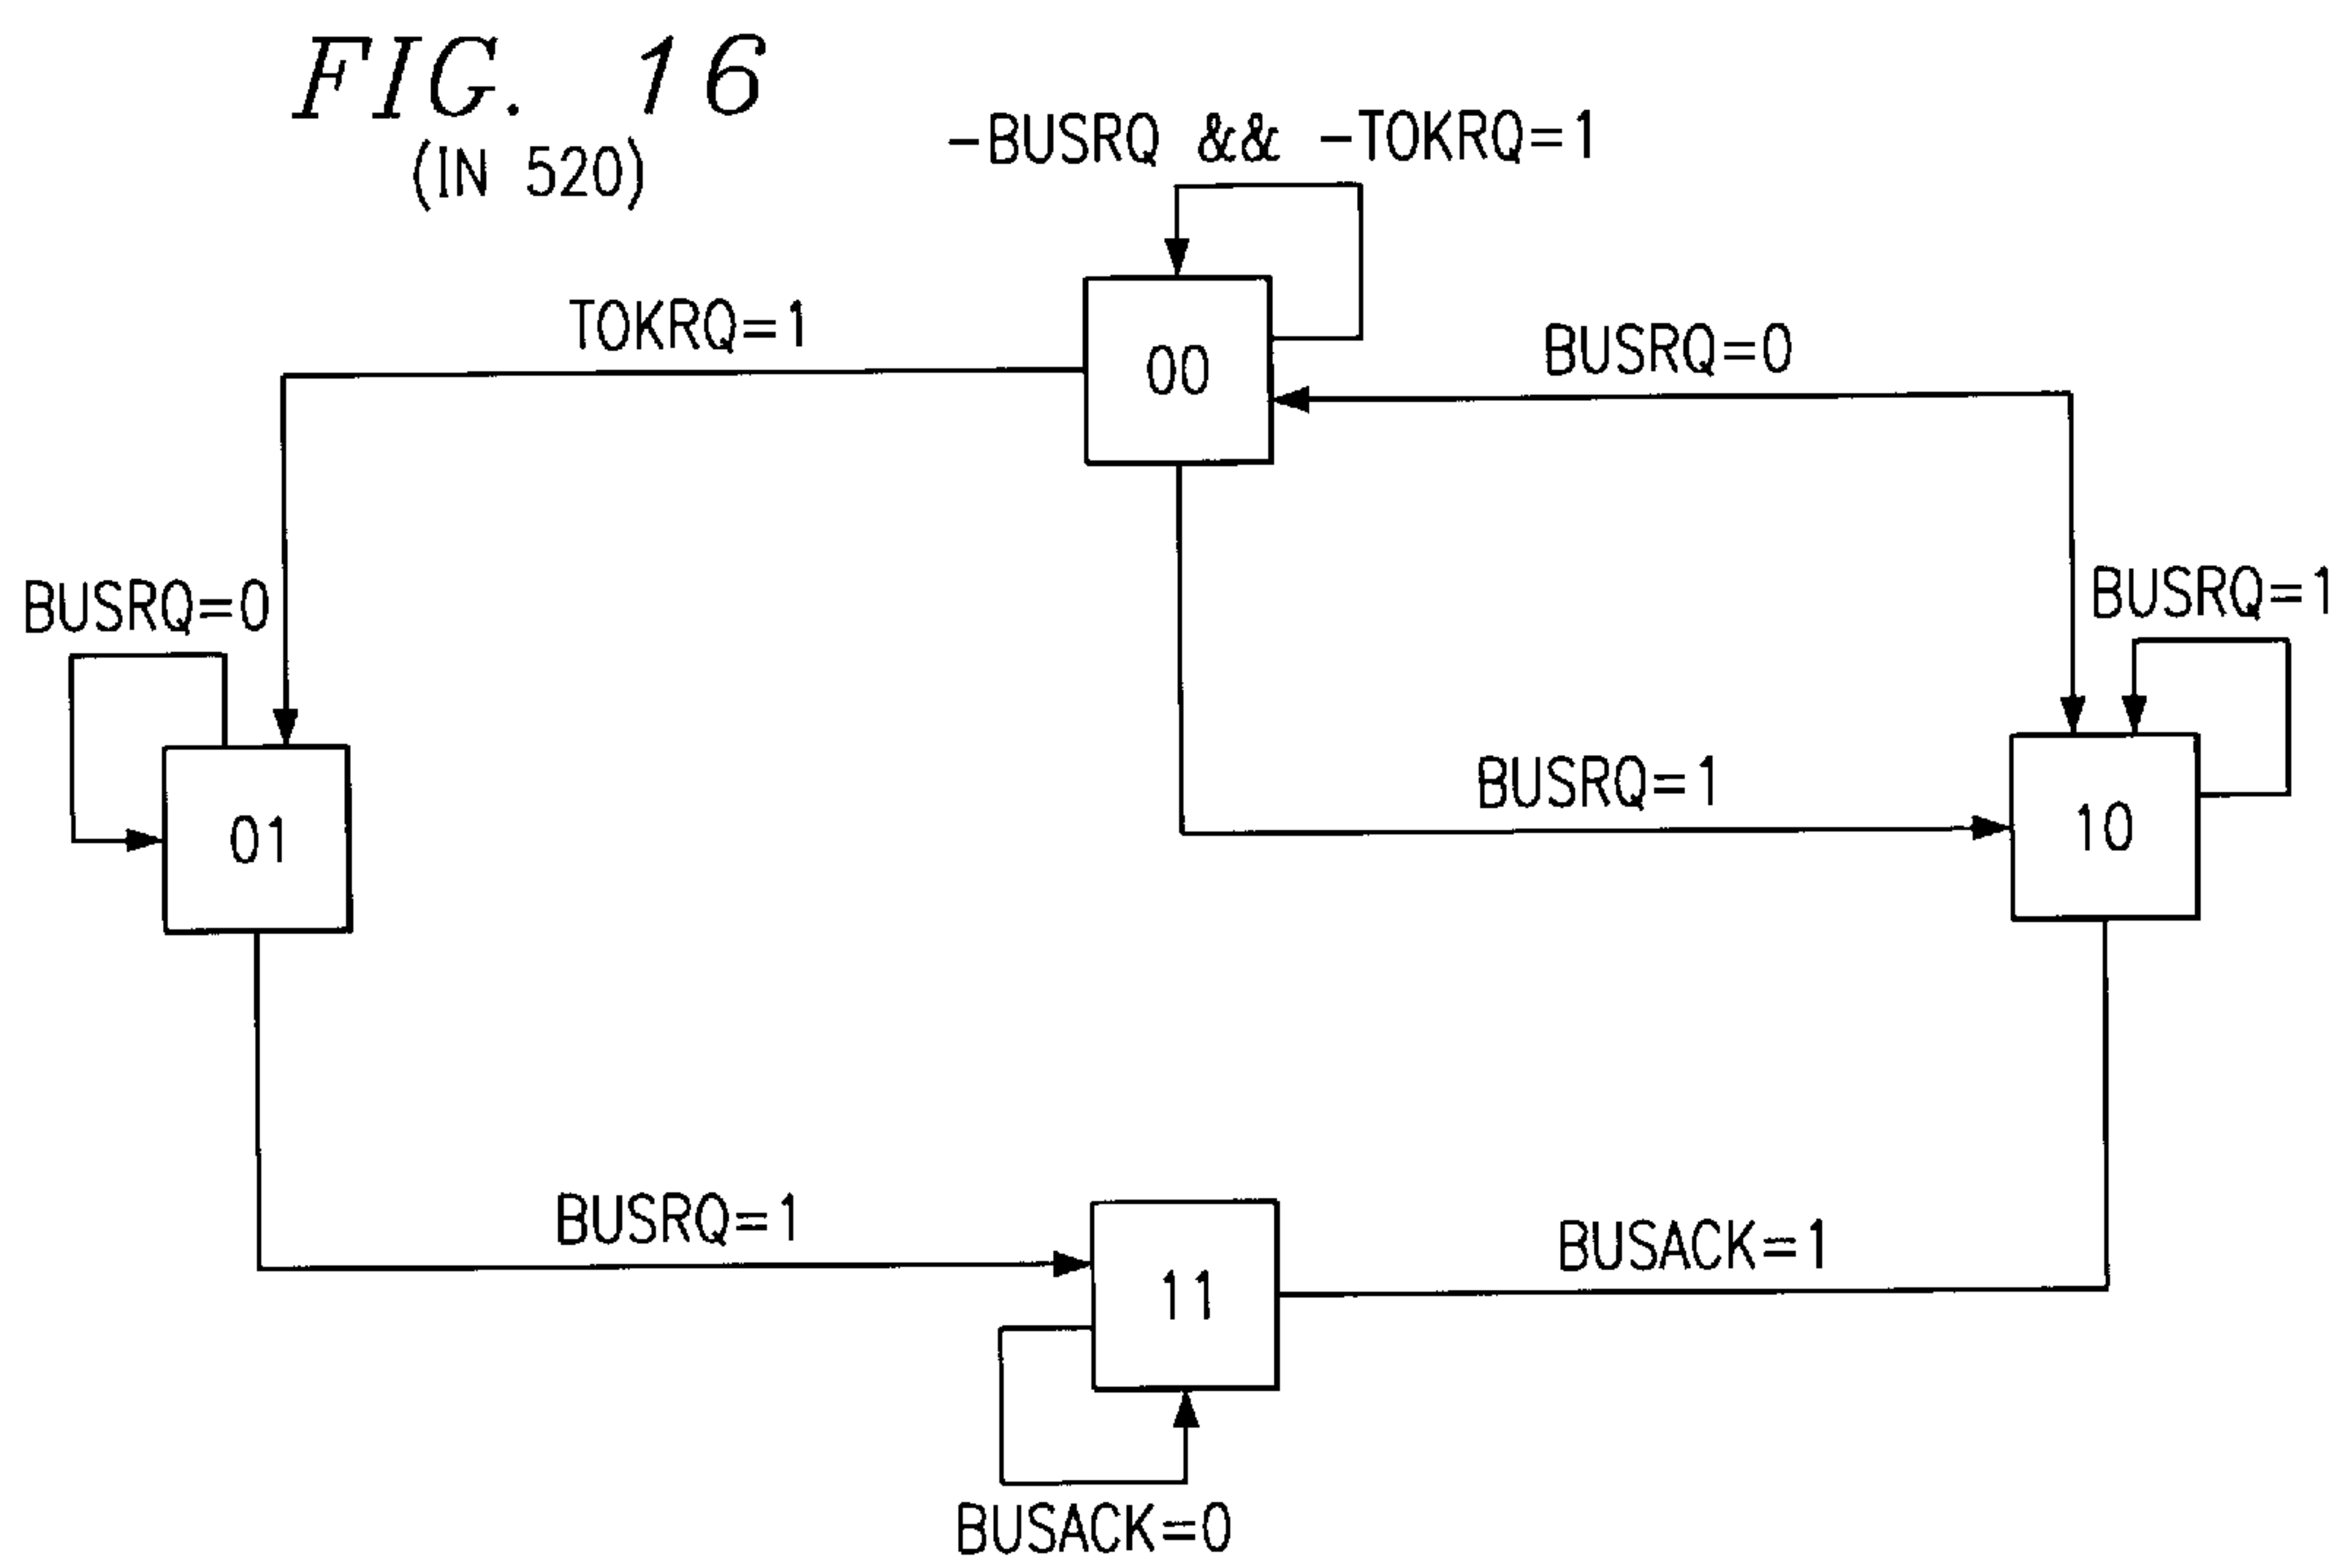 FIG. 16
(IN 520)
-BUSRQ && -TOKRQ=1
TOKRQ=1
00
BUSRQ=0
BUSRQ=0
BUSRQ=1
BUSRQ=1
01
10
BUSRQ=1
11
BUSACK=1
BUSACK=0